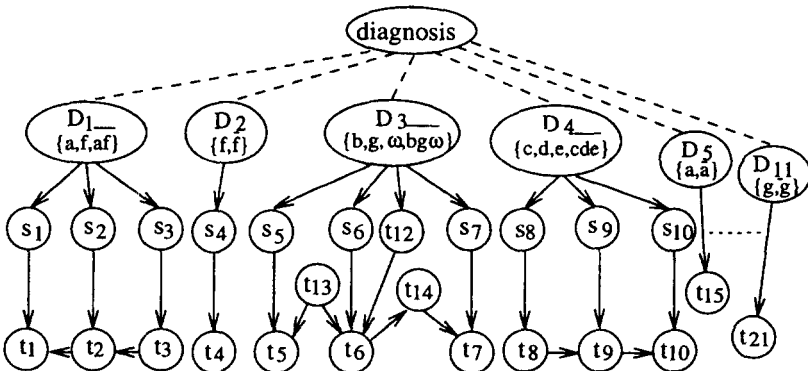 diagnosis
D1
{a,f,af}
D2
{f,f̄}
D3
{b,g,ω,bgω}
D4
{c,d,e,cde}
D5
{a,ā}
D11
{g,ḡ}
s1 s2 s3 s4 s5 s6 t12 s7 s8 s9 s10
t13 t14 t15
t1 t2 t3 t4 t5 t6 t7 t8 t9 t10 t21